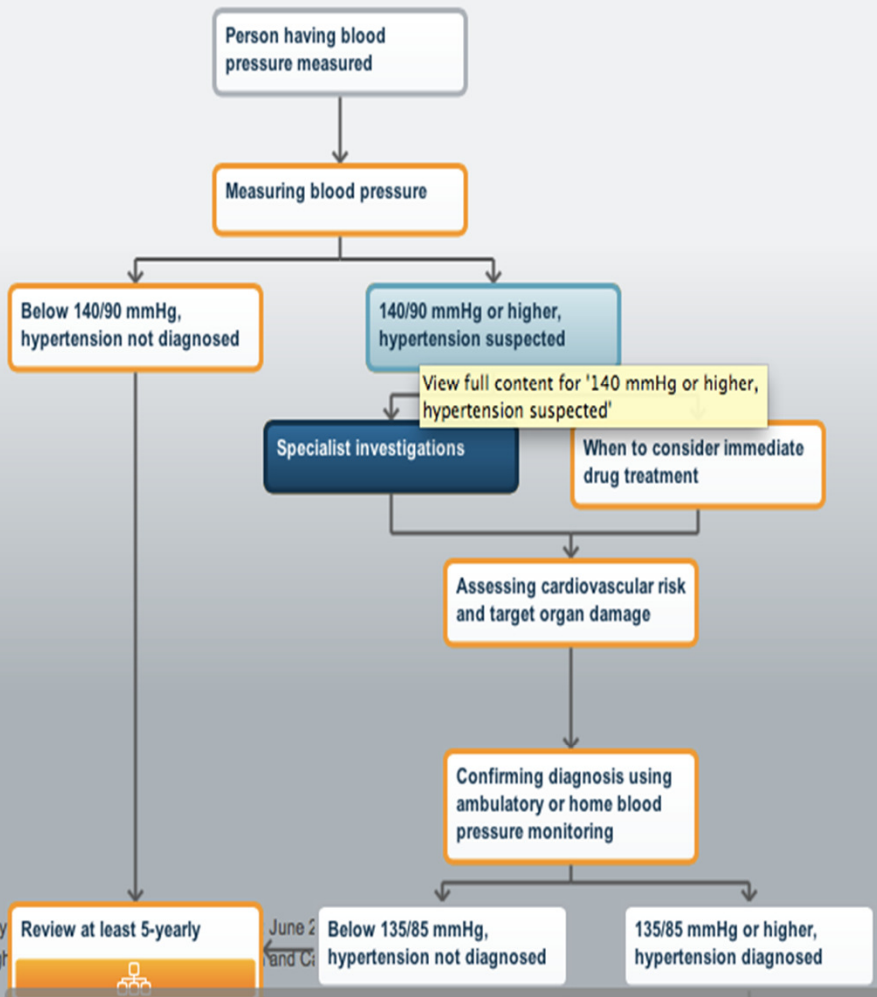 Person having blood
pressure measured
Measuring blood pressure
Below 140/90 mmHg,
hypertension not diagnosed
140/90 mmHg or higher,
hypertension suspected
View full content for '140 mmHg or higher,
hypertension suspected'
Specialist investigations
When to consider immediate
drug treatment
Assessing cardiovascular risk
and target organ damage
Confirming diagnosis using
ambulatory or home blood
pressure monitoring
Review at least 5-yearly
June 2
and
Below 135/85 mmHg,
hypertension not diagnosed
135/85 mmHg or higher,
hypertension diagnosed